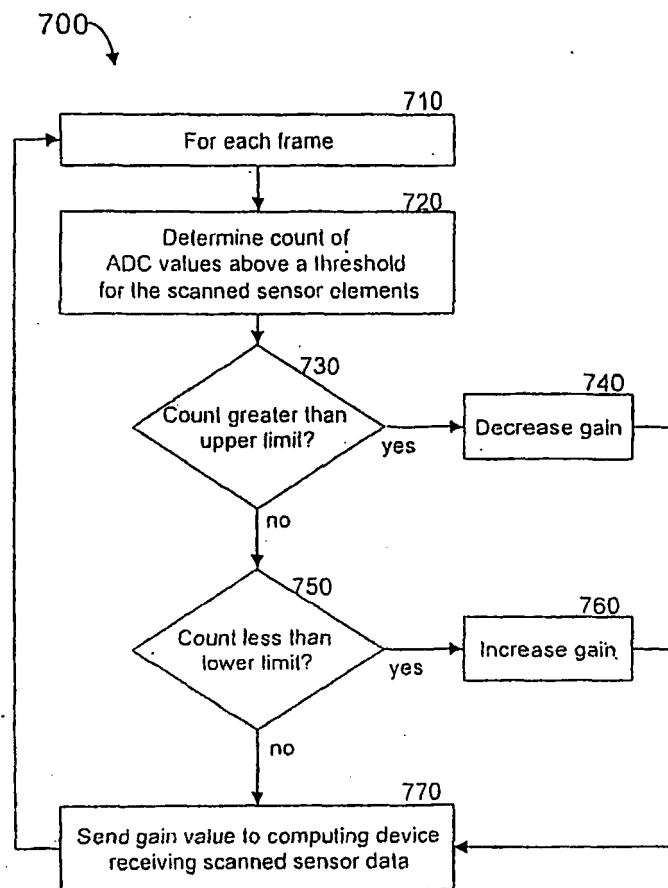 700
710
For each frame
720
Determine count of
ADC values above a threshold
for the scanned sensor elements
730
Count greater than
upper limit?
yes
740
Decrease gain
no
750
Count less than
lower limit?
yes
760
Increase gain
no
770
Send gain value to computing device
receiving scanned sensor data